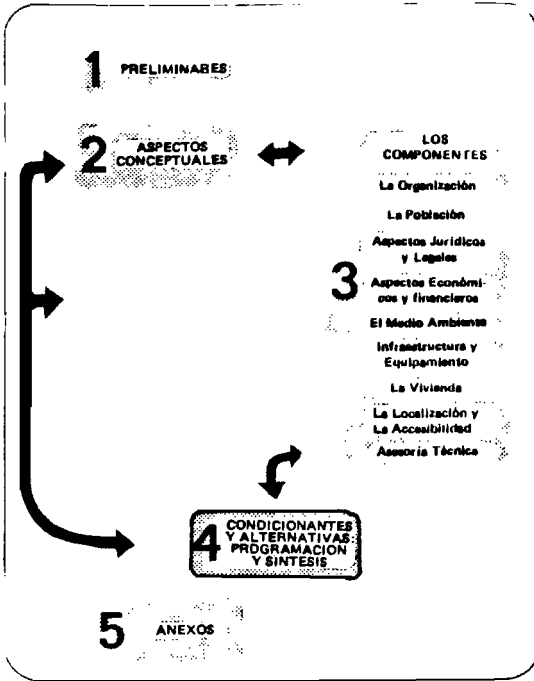 1 PRELIMINARES
2 ASPECTOS
CONCEPTUALES
LOS
COMPONENTES
La Organización
La Población
Aspectos Jurídicos
y Legales
3 Aspectos Económi-
cos y financieros
El Medio Ambiente
Infraestructura y
Equipamiento
La Vivienda
La Localización y
La Accesibilidad
Asesoría Técnica
4 CONDICIONANTES
Y ALTERNATIVAS:
PROGRAMACION
Y SINTESIS
5 ANEXOS